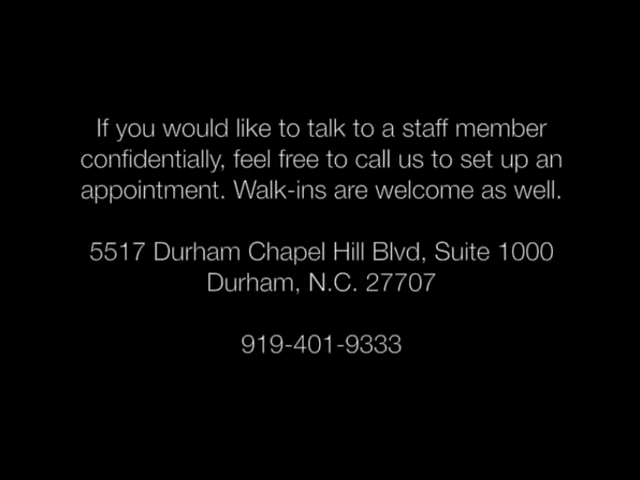 If you would like to talk to a staff member
confidentially, feel free to call us to set up an
appointment. Walk-ins are welcome as well.
5517 Durham Chapel Hill Blvd, Suite 1000
Durham, N.C. 27707
919-401-9333